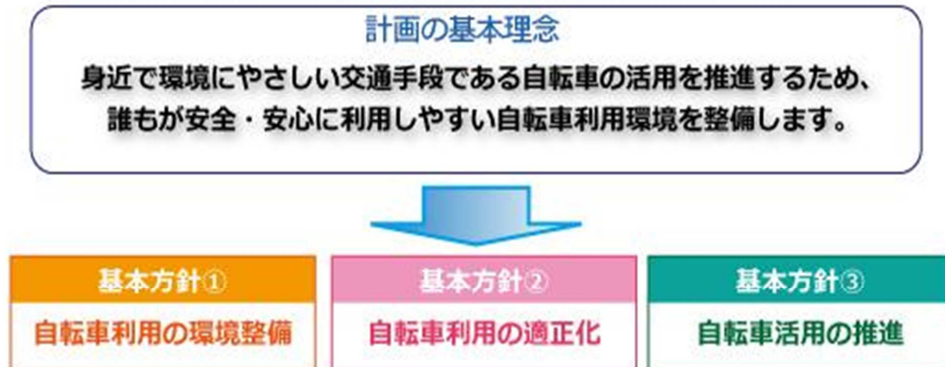 計画の基本理念
身近で環境にやさしい交通手段である自転車の活用を推進するため、
誰もが安全・安心に利用しやすい自転車利用環境を整備します。
基本方針①
自転車利用の環境整備
基本方針②
自転車利用の適正化
基本方針③
自転車活用の推進